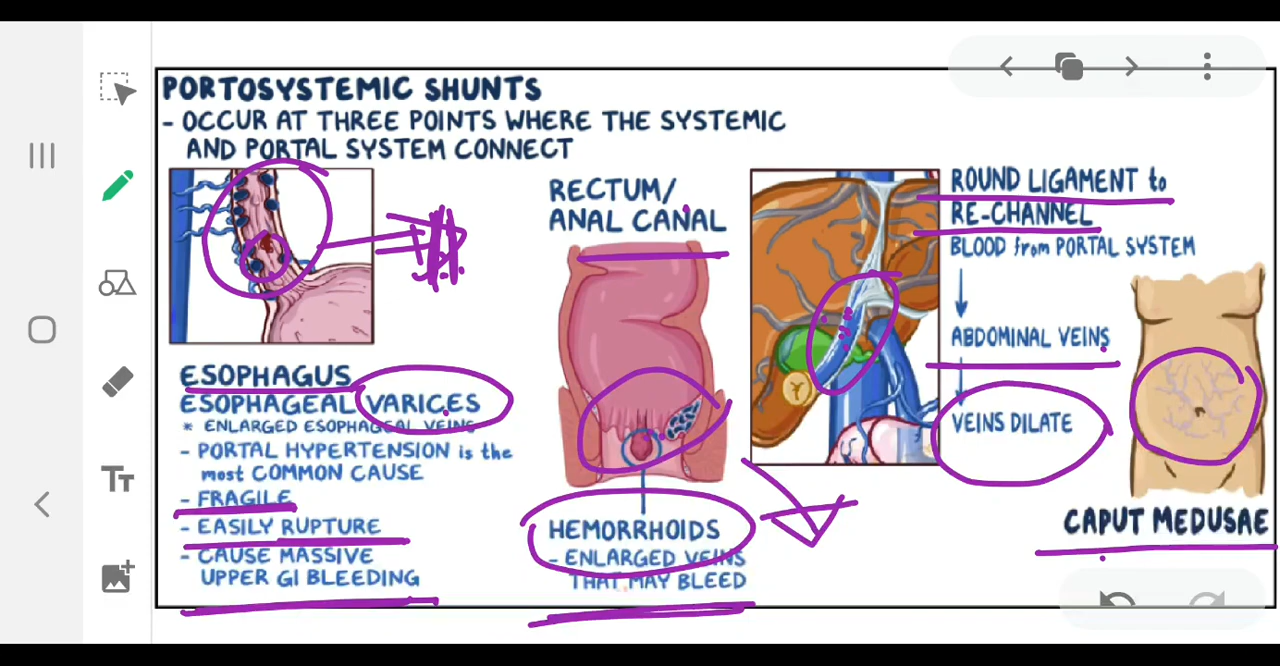 PORTOSYSTEMIC SHUNTS
- OCCUR AT THREE POINTS WHERE THE SYSTEMIC
AND PORTAL SYSTEM CONNECT
ESOPHAGUS
ESOPHAGEAL VARICES
* ENLARGED ESOPHAGEAL VEINS
- PORTAL HYPERTENSION is the
most COMMON CAUSE
- FRAGILE
- EASILY RUPTURE
- CAUSE MASSIVE
UPPER GI BLEEDING
RECTUM/
ANAL CANAL
HEMORRHOIDS
- ENLARGED VEINS
THAT MAY BLEED
ROUND LIGAMENT to
RE-CHANNEL
BLOOD from PORTAL SYSTEM
ABDOMINAL VEINS
VEINS DILATE
CAPUT MEDUSAE
Tt